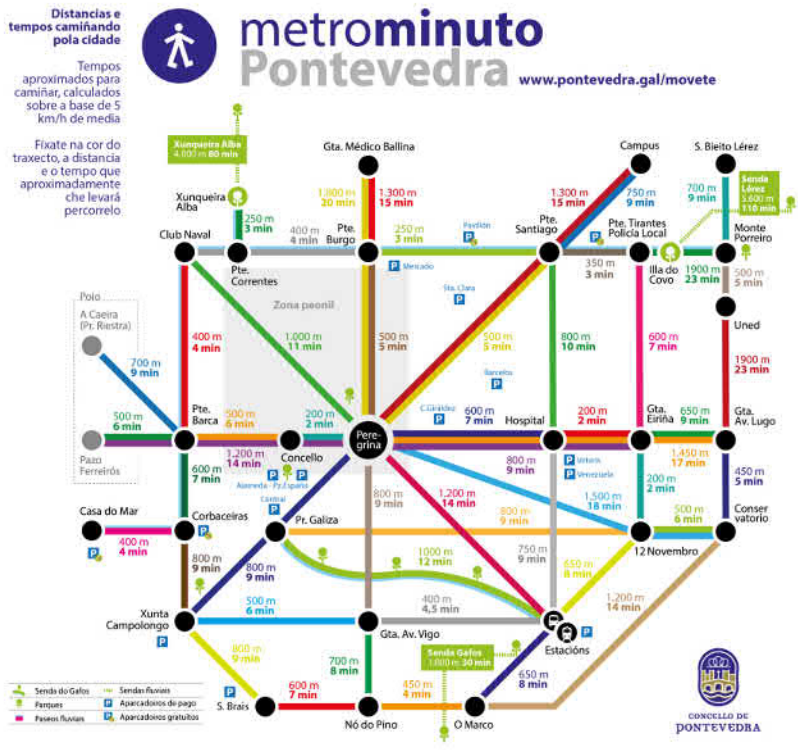 Distancias e
tempos camiñando
pola cidade
Tempos
aproximados para
camiñar, calculados
sobre a base de 5
km/h de media
Fíxate na cor do
traxecto, a distancia
e o tempo que
aproximadamente
che levará
percorrelo
metrominuto
Pontevedra
www.pontevedra.gal/movete
Xunqueira Alba
4.000 m 80 min
Gta. Médico Ballina
Campus
S. Bieito Lérez
Senda
Lérez
5.600 m
110 min
Xunqueira
Alba
1.800 m
20 min
1.300 m
15 min
1.300 m
15 min
750 m
9 min
700 m
9 min
250 m
3 min
400 m
4 min
Pte.
Burgo
250 m
3 min
Pavillón
Pte.
Santiago
Pte. Tirantes
Policía Local
Monte
Porreiro
Club Naval
Pte.
Correntes
Mercado
350 m
3 min
Illa do
Covo
1900 m
23 min
500 m
5 min
Sta. Clara
Zona peonil
Poio
A Caeira
(Pr. Riestra)
400 m
4 min
1.000 m
11 min
500 m
5 min
500 m
5 min
800 m
10 min
600 m
7 min
Uned
700 m
9 min
1900 m
23 min
Barcelos
Pte.
Barca
500 m
6 min
500 m
6 min
200 m
2 min
C.Giráldez
600 m
7 min
Hospital
200 m
2 min
Gta.
Eiriña
650 m
9 min
Gta.
Av. Lugo
Pere-
grina
Pazo
Ferreirós
1.200 m
14 min
Concello
800 m
9 min
1.450 m
17 min
600 m
7 min
Alameda - Pz.España
Central
Vetoris
Venezuela
200 m
2 min
450 m
5 min
800 m
9 min
1.200 m
14 min
1,500 m
18 min
Casa do Mar
Corbaceiras
Pr. Galiza
800 m
9 min
500 m
6 min
Conser
vatorio
400 m
4 min
12 Novembro
800 m
9 min
800 m
9 min
1000 m
12 min
750 m
9 min
650 m
8 min
1.200 m
14 min
500 m
6 min
400 m
4,5 min
Xunta
Campolongo
Gta. Av. Vigo
Estacións
800 m
9 min
700 m
8 min
Senda Gafos
1.800 m 30 min
650 m
8 min
600 m
7 min
450 m
4 min
S. Brais
Nó do Pino
O Marco
Senda do Gafos
Sendas fluviais
Parques
Aparcadoiros de pago
Paseos fluviais
Aparcadoiros gratuítos
CONCELLO DE
PONTEVEDRA